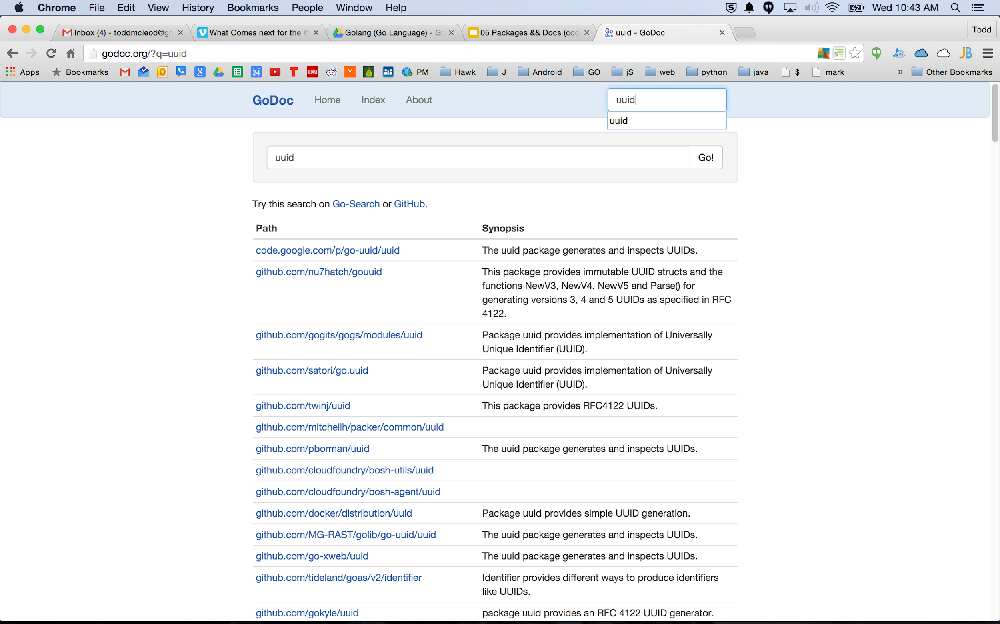 Chrome File Edit View History Bookmarks People Window Help Wed 10:43 AM
Inbox (4) - toddmcleod@gm What Comes next for the W Golang (Go Language) - Go 05 Packages && Docs (cod Go Doc uuid - GoDoc Todd
godoc.org/?q=uuid JB
Apps Bookmarks 24 CNN Y PM Hawk J Android GO jS web python java $ mark » Other Bookmarks
GoDoc Home Index About uuid
uuid
uuid Go!
Try this search on Go-Search or GitHub.
Path Synopsis
code.google.com/p/go-uuid/uuid The uuid package generates and inspects UUIDs.
github.com/nu7hatch/gouuid This package provides immutable UUID structs and the
functions NewV3, NewV4, NewV5 and Parse() for
generating versions 3, 4 and 5 UUIDs as specified in RFC
4122.
github.com/gogits/gogs/modules/uuid Package uuid provides implementation of Universally
Unique Identifier (UUID).
github.com/satori/go.uuid Package uuid provides implementation of Universally
Unique Identifier (UUID).
github.com/twinj/uuid This package provides RFC4122 UUIDs.
github.com/mitchellh/packer/common/uuid
github.com/pborman/uuid The uuid package generates and inspects UUIDs.
github.com/cloudfoundry/bosh-utils/uuid
github.com/cloudfoundry/bosh-agent/uuid
github.com/docker/distribution/uuid Package uuid provides simple UUID generation.
github.com/MG-RAST/golib/go-uuid/uuid The uuid package generates and inspects UUIDs.
github.com/go-xweb/uuid The uuid package generates and inspects UUIDs.
github.com/tideland/goas/v2/identifier Identifier provides different ways to produce identifiers
like UUIDs.
github.com/gokyle/uuid package uuid provides an RFC 4122 UUID generator.